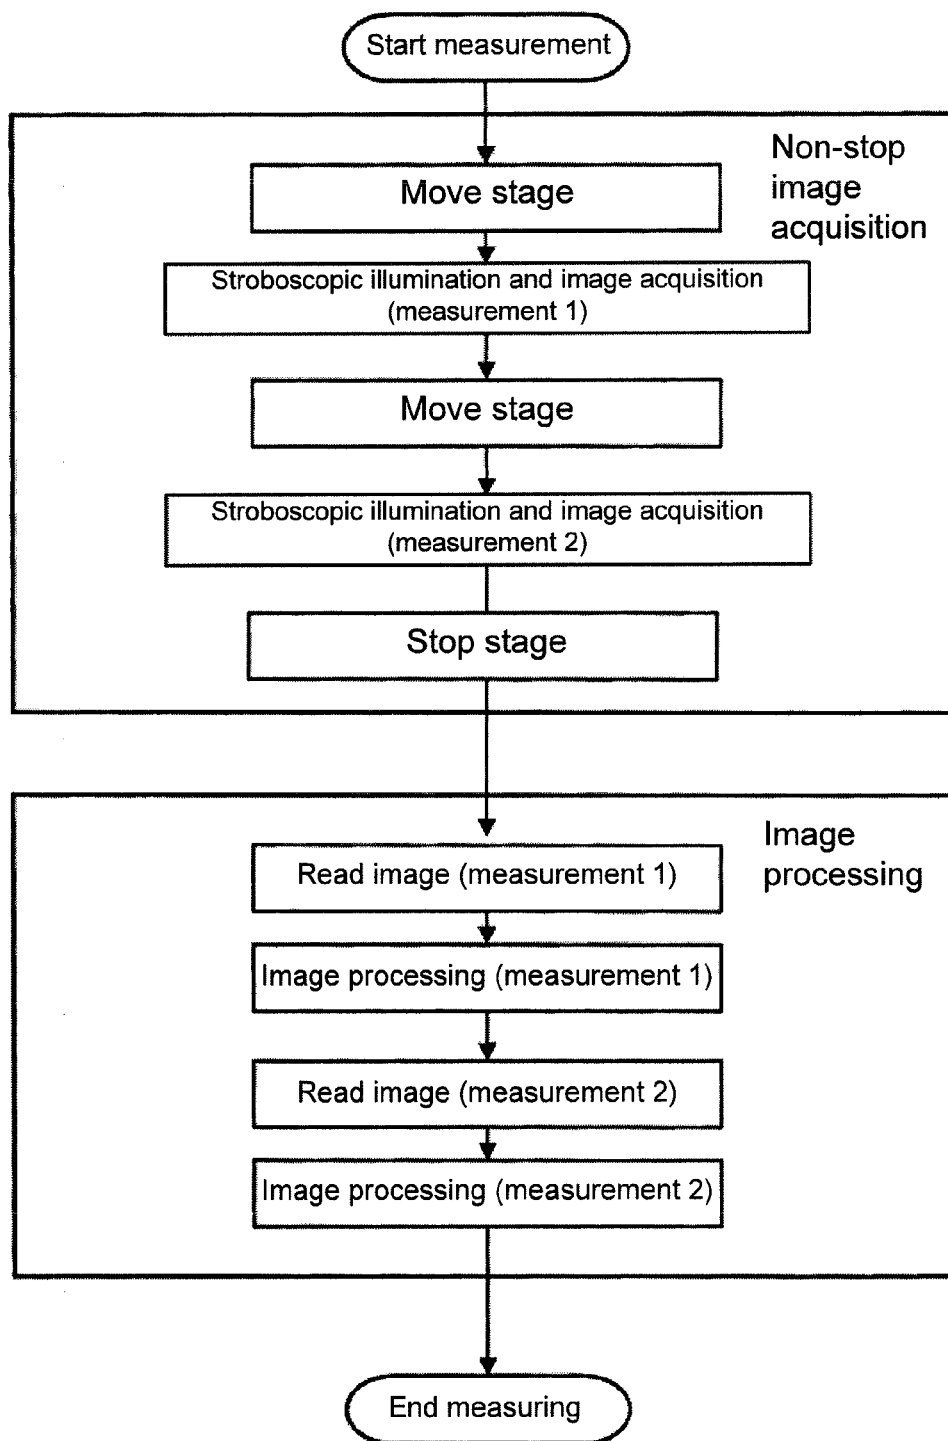 Start measurement
Non-stop
image
acquisition
Move stage
Stroboscopic illumination and image acquisition
(measurement 1)
Move stage
Stroboscopic illumination and image acquisition
(measurement 2)
Stop stage
Image
processing
Read image (measurement 1)
Image processing (measurement 1)
Read image (measurement 2)
Image processing (measurement 2)
End measuring